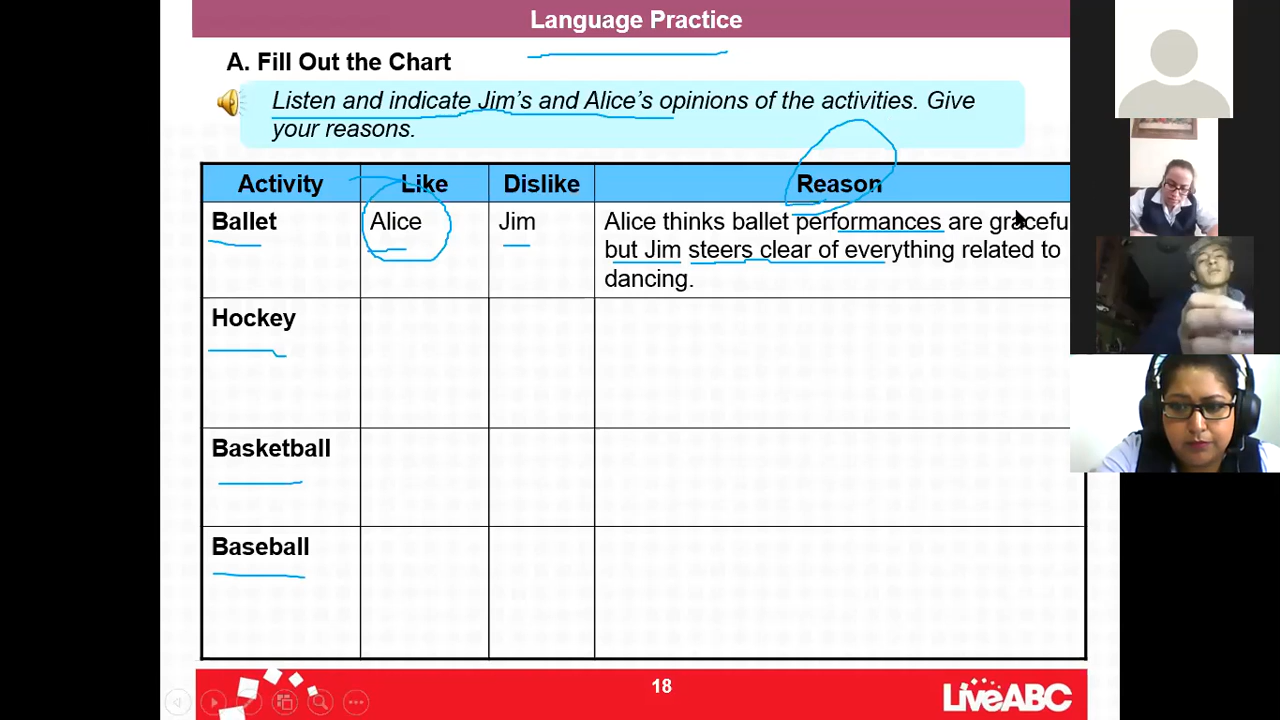 Language Practice
A. Fill Out the Chart
Listen and indicate Jim's and Alice's opinions of the activities. Give
your reasons.
Activity Like Dislike Reason
Ballet Alice Jim Alice thinks ballet performances are gracefu
but Jim steers clear of everything related to
dancing.
Hockey
Basketball
Baseball
18
LiveABC